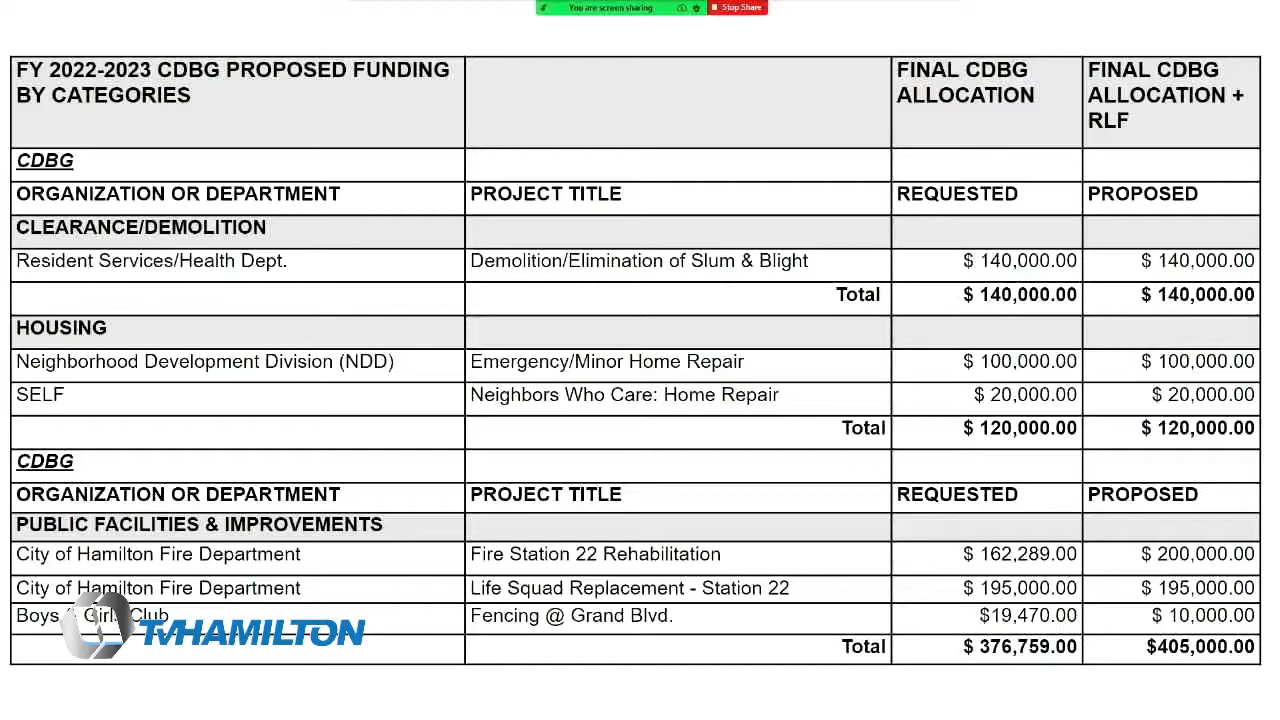 You are screen sharing
Stop Share
FY 2022-2023 CDBG PROPOSED FUNDING BY CATEGORIES
FINAL CDBG ALLOCATION
FINAL CDBG ALLOCATION + RLF
CDBG
ORGANIZATION OR DEPARTMENT PROJECT TITLE REQUESTED PROPOSED
CLEARANCE/DEMOLITION
Resident Services/Health Dept. Demolition/Elimination of Slum & Blight $ 140,000.00 $ 140,000.00
Total $ 140,000.00 $ 140,000.00
HOUSING
Neighborhood Development Division (NDD) Emergency/Minor Home Repair $ 100,000.00 $ 100,000.00
SELF Neighbors Who Care: Home Repair $ 20,000.00 $ 20,000.00
Total $ 120,000.00 $ 120,000.00
CDBG
ORGANIZATION OR DEPARTMENT PROJECT TITLE REQUESTED PROPOSED
PUBLIC FACILITIES & IMPROVEMENTS
City of Hamilton Fire Department Fire Station 22 Rehabilitation $ 162,289.00 $ 200,000.00
City of Hamilton Fire Department Life Squad Replacement - Station 22 $ 195,000.00 $ 195,000.00
Boys & Girls Club Fencing @ Grand Blvd. $19,470.00 $ 10,000.00
Total $ 376,759.00 $405,000.00
TVHAMILTON